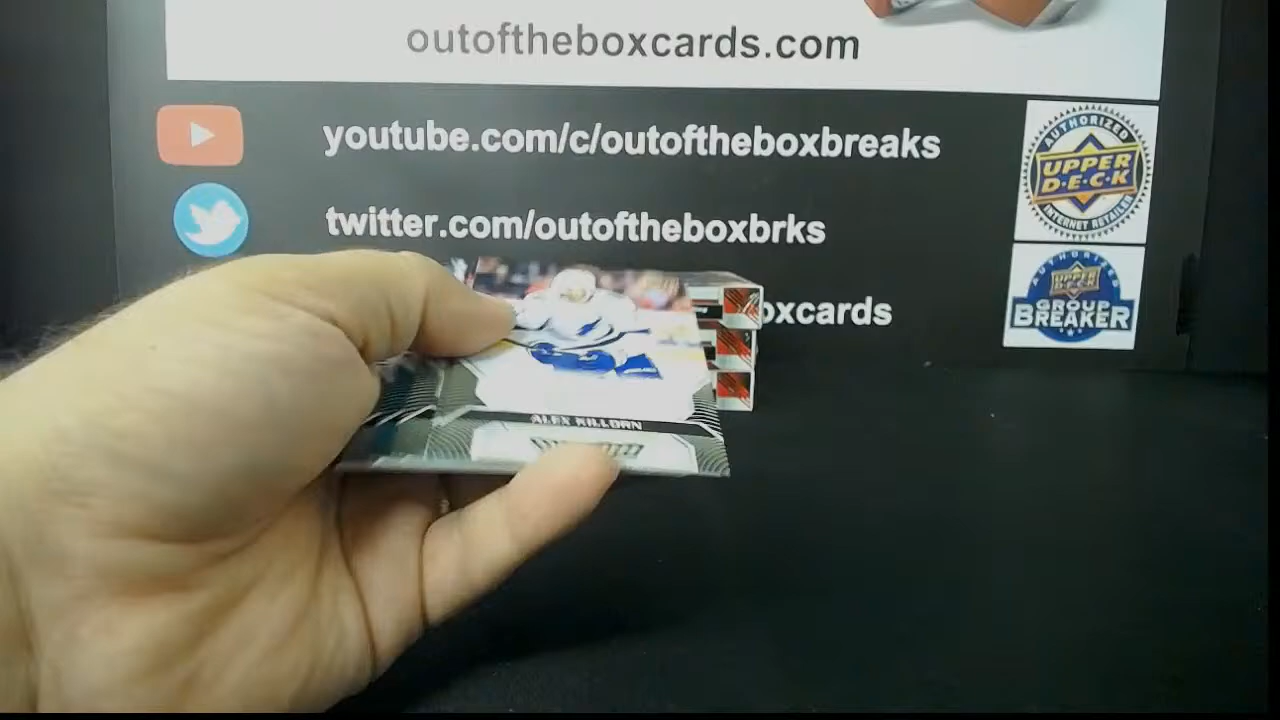 outoftheboxcards.com
youtube.com/c/outoftheboxbreaks
AUTHORIZED
UPPER
D·E·C·K
INTERNET RETAILER
twitter.com/outoftheboxbrks
AUTHORIZED
UPPER DECK
GROUP
BREAKER
oxcards
ALEX KILLORN